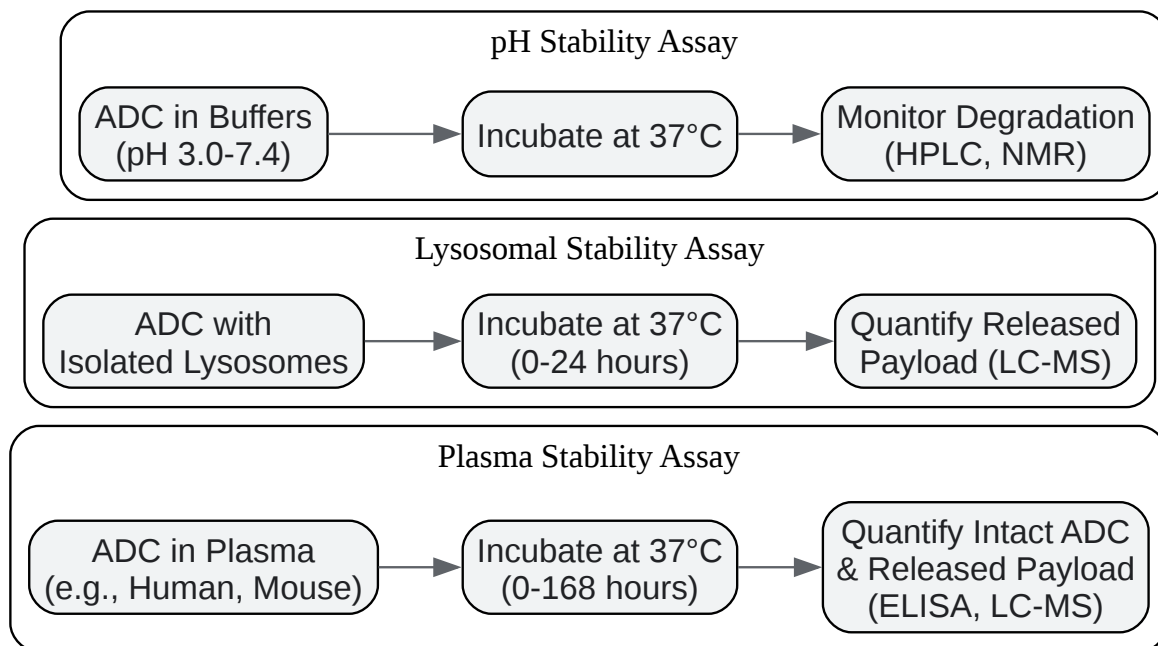 pH Stability Assay
ADC in Buffers
(pH 3.0-7.4)
Incubate at 37°C
Monitor Degradation
(HPLC, NMR)
Lysosomal Stability Assay
ADC with
Isolated Lysosomes
Incubate at 37°C
(0-24 hours)
Quantify Released
Payload (LC-MS)
Plasma Stability Assay
ADC in Plasma
(e.g., Human, Mouse)
Incubate at 37°C
(0-168 hours)
Quantify Intact ADC
& Released Payload
(ELISA, LC-MS)